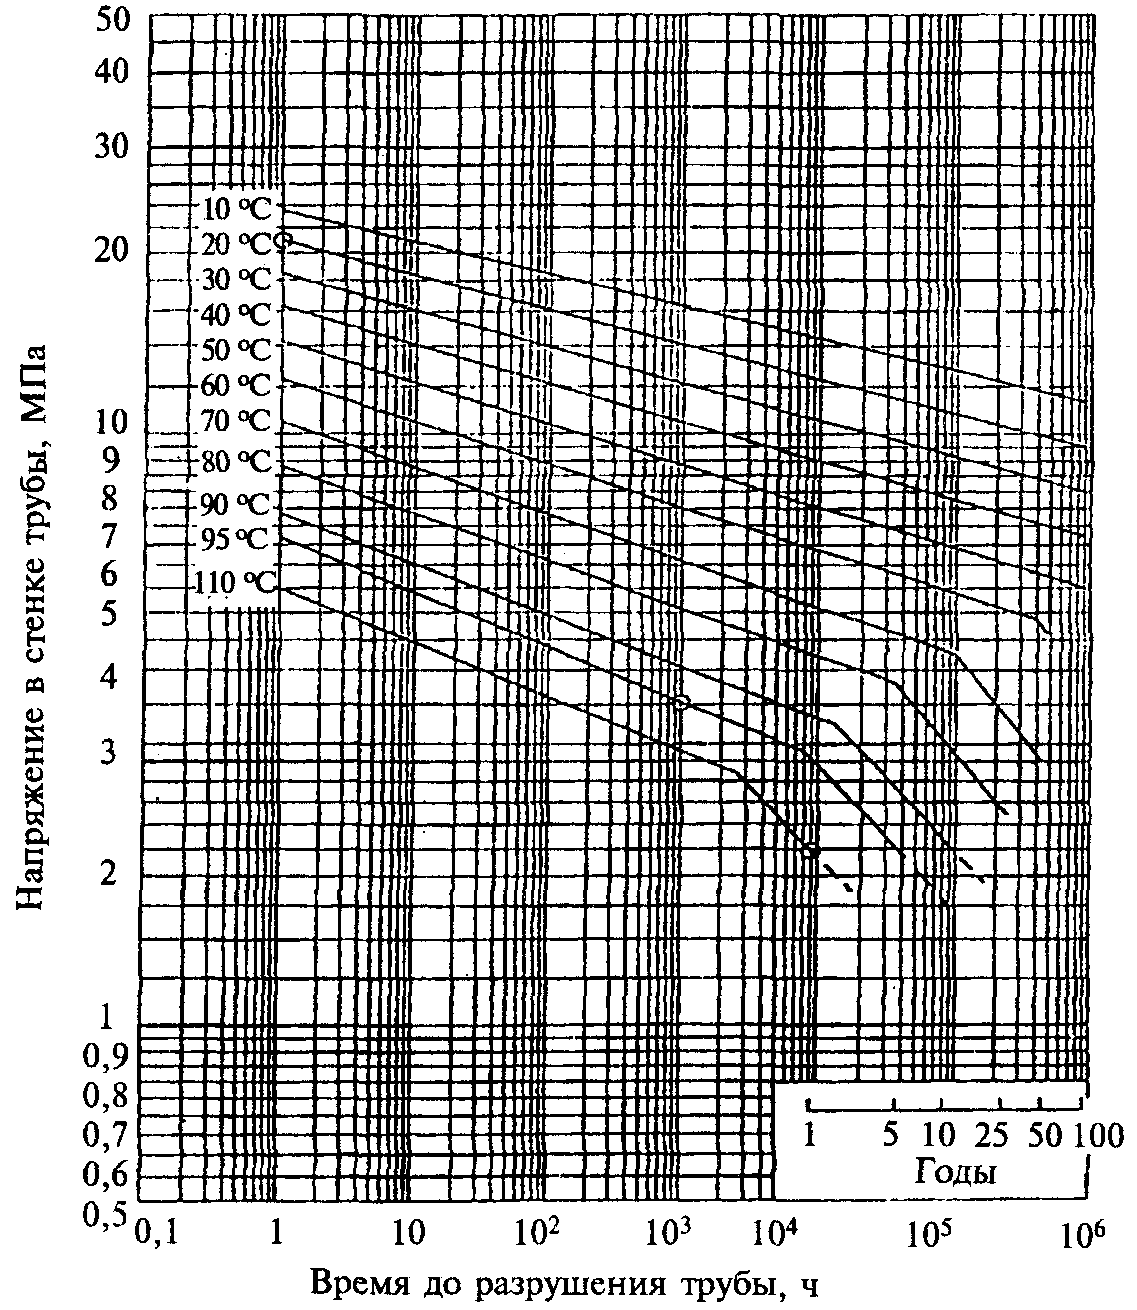 50
40
30
20
10
9
8
7
6
5
4
3
2
1
0,9
0,8
0,7
0,6
0,5
Напряжение в стенке трубы, МПа
10 °C
20 °C
30 °C
40 °C
50 °C
60 °C
70 °C
80 °C
90 °C
95 °C
110 °C
1 5 10 25 50 100
Годы
0,1 1 10 10² 10³ 10⁴ 10⁵ 10⁶
Время до разрушения трубы, ч